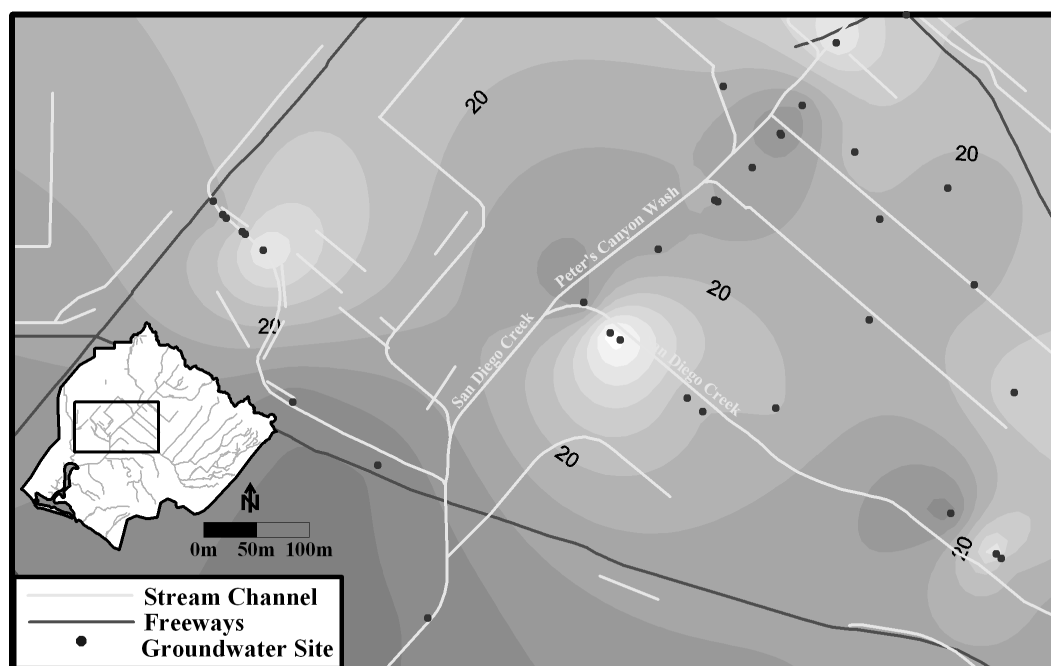 20
20
Peter's Canyon Wash
20
20
San Diego Creek
San Diego Creek
20
20
N
0m 50m 100m
Stream Channel
Freeways
Groundwater Site